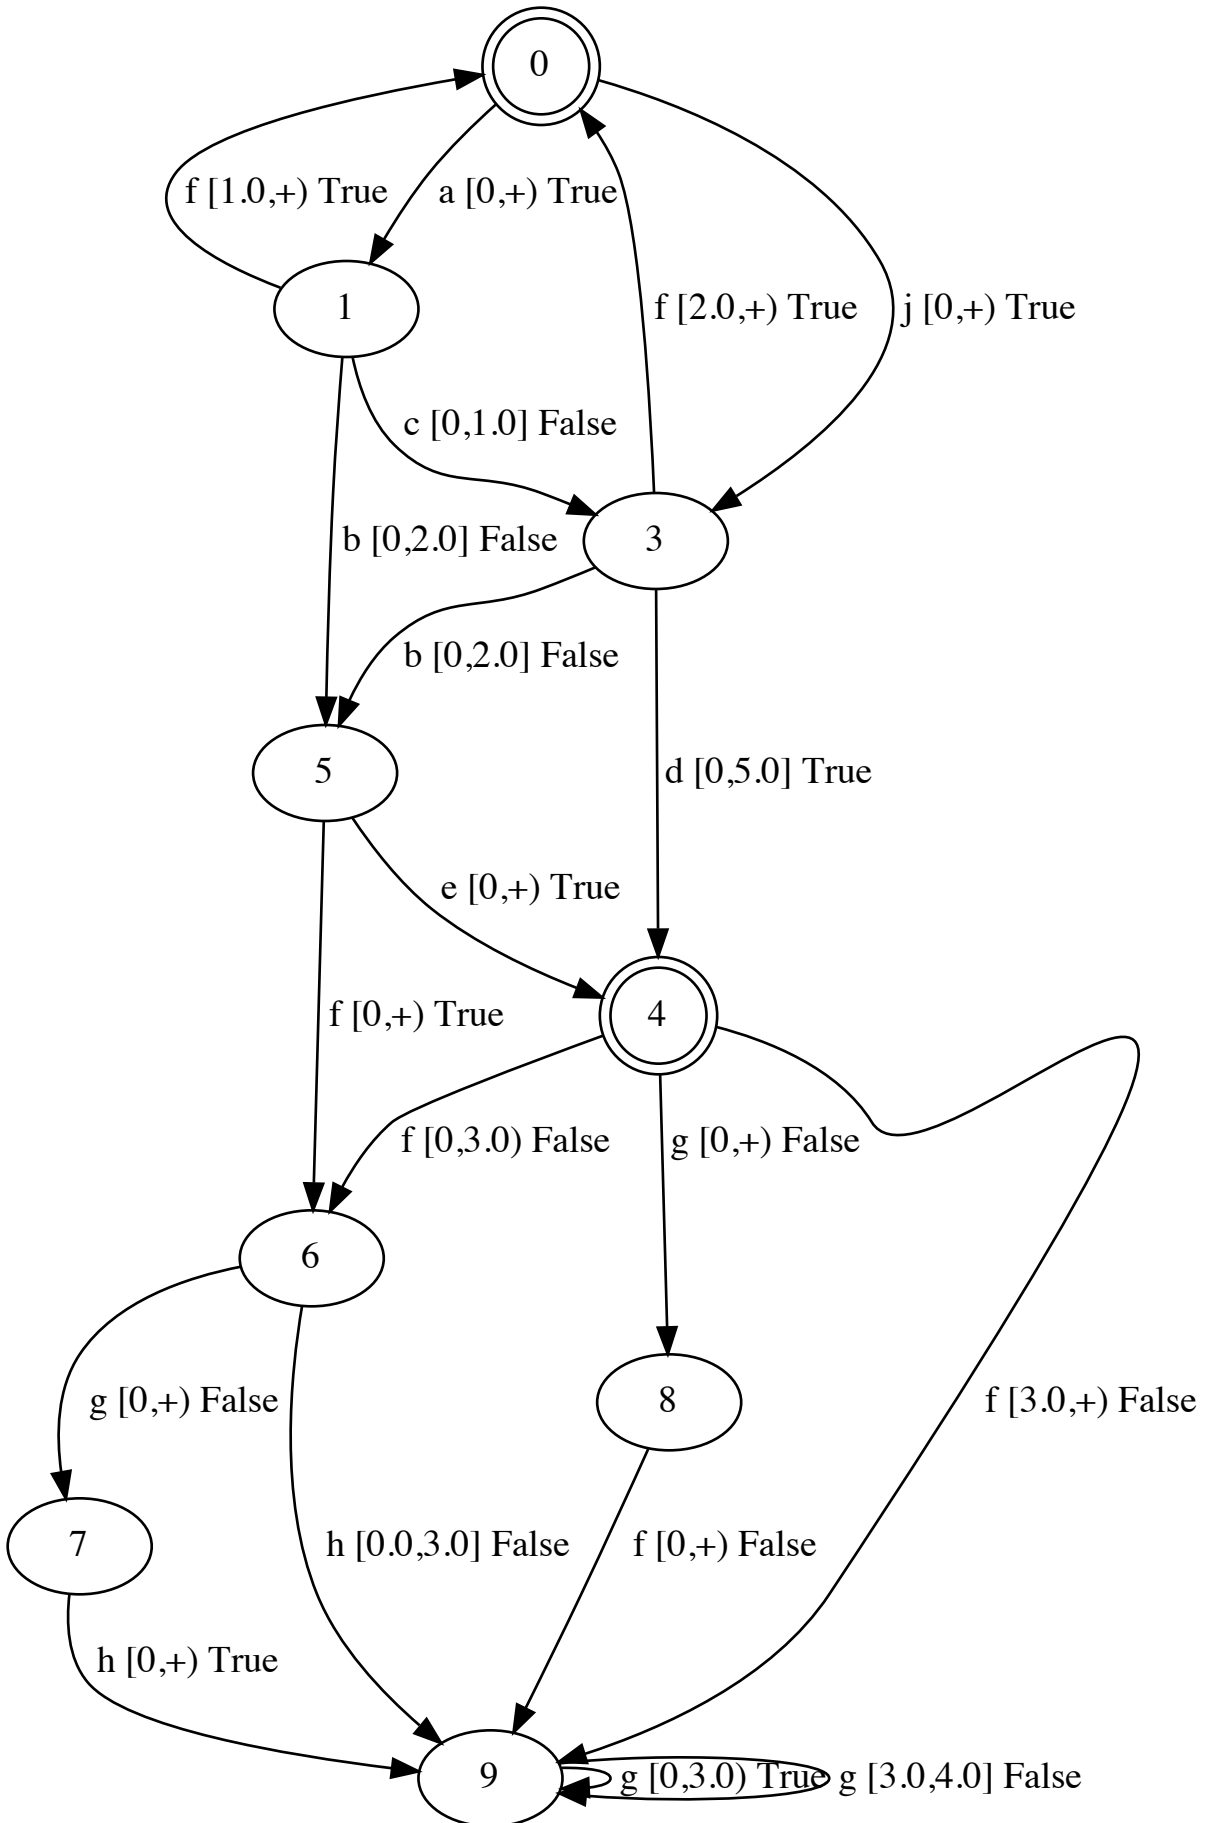 0
f [1.0,+) True
a [0,+) True
1
f [2.0,+) True
j [0,+) True
c [0,1.0] False
b [0,2.0] False
3
b [0,2.0] False
5
d [0,5.0] True
e [0,+) True
f [0,+) True
4
f [0,3.0) False
g [0,+) False
6
g [0,+) False
8
f [3.0,+) False
7
h [0.0,3.0] False
f [0,+) False
h [0,+) True
9
g [0,3.0) True
g [3.0,4.0] False